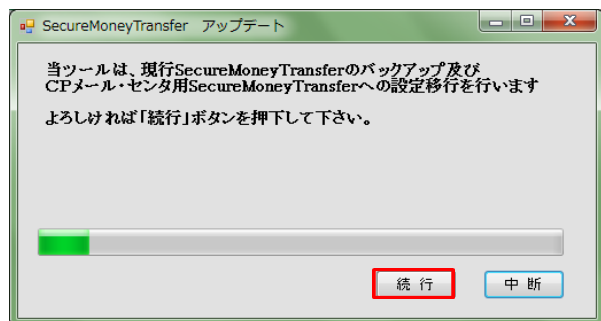 SecureMoneyTransfer アップデート
当ツールは、現行SecureMoneyTransferのバックアップ及び
CPメール・センタ用SecureMoneyTransferへの設定移行を行います
よろしければ「続行」ボタンを押下して下さい。
続 行
中 断